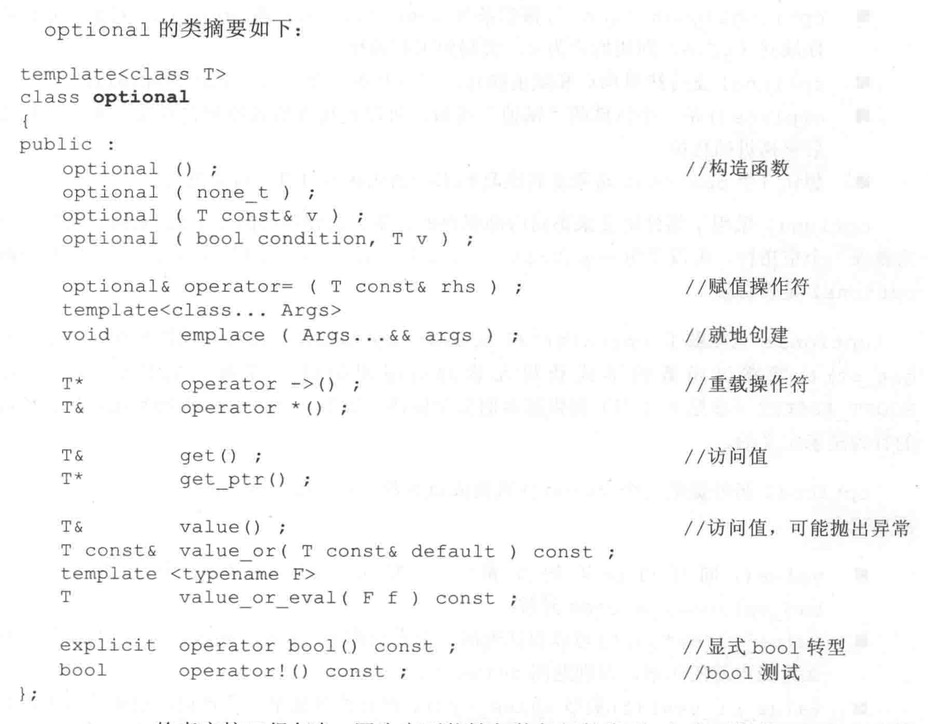 optional 的类摘要如下：
template<class T>
class optional
{
public :
optional () ; //构造函数
optional ( none_t ) ;
optional ( T const& v ) ;
optional ( bool condition, T v ) ;
optional& operator= ( T const& rhs ) ; //赋值操作符
template<class... Args>
void emplace ( Args...&& args ) ; //就地创建
T* operator ->() ; //重载操作符
T& operator *() ;
T& get() ; //访问值
T* get_ptr() ;
T& value() ; //访问值，可能抛出异常
T const& value_or( T const& default ) const ;
template <typename F>
T value_or_eval( F f ) const ;
explicit operator bool() const ; //显式 bool 转型
bool operator!() const ; //bool 测试
};